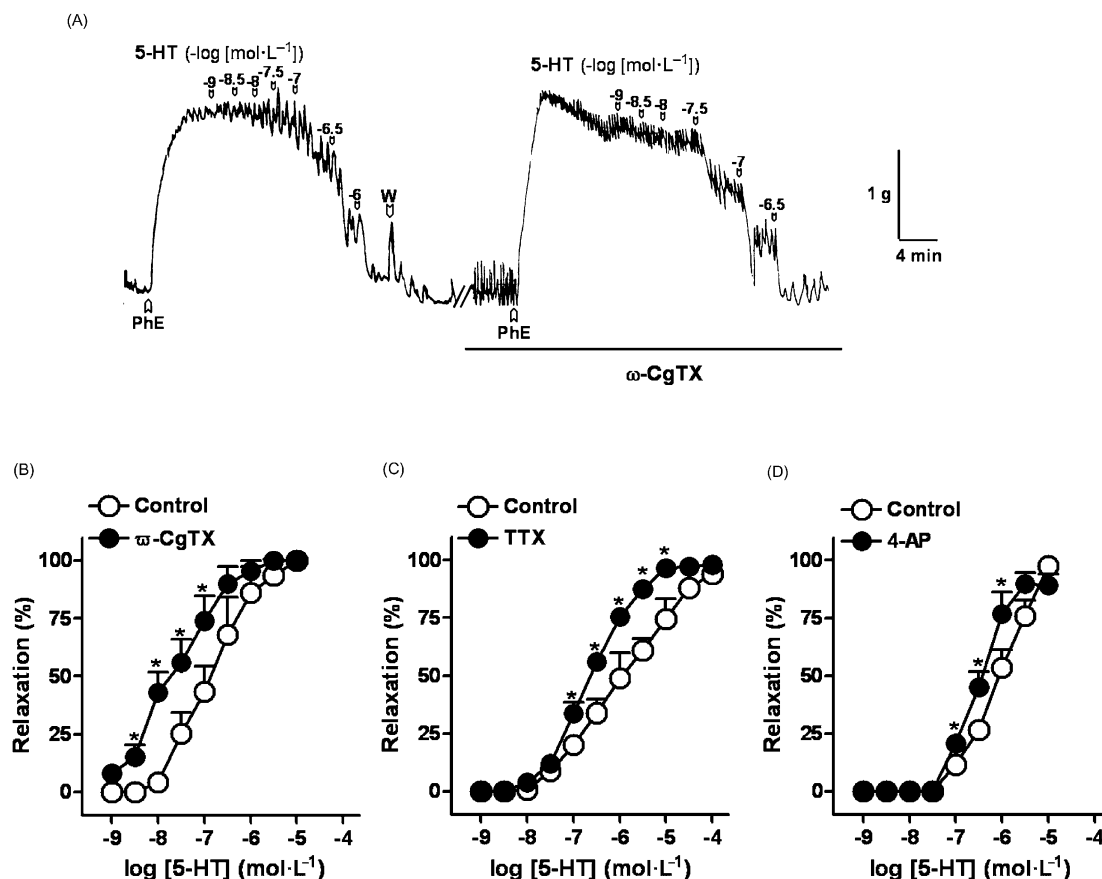 (A)
5-HT (-log [mol·L⁻¹])
-9 -8.5 -8 -7.5 -7
-6.5
-6
W
PhE
5-HT (-log [mol·L⁻¹])
-9 -8.5 -8 -7.5
-7
-6.5
PhE
ω-CgTX
1 g
4 min
(B)
Control
ϖ-CgTX
Relaxation (%)
100
75
50
25
0
* * * *
-9 -8 -7 -6 -5 -4
log [5-HT] (mol·L⁻¹)
(C)
Control
TTX
Relaxation (%)
100
75
50
25
0
* * * * *
-9 -8 -7 -6 -5 -4
log [5-HT] (mol·L⁻¹)
(D)
Control
4-AP
Relaxation (%)
100
75
50
25
0
* * *
-9 -8 -7 -6 -5 -4
log [5-HT] (mol·L⁻¹)